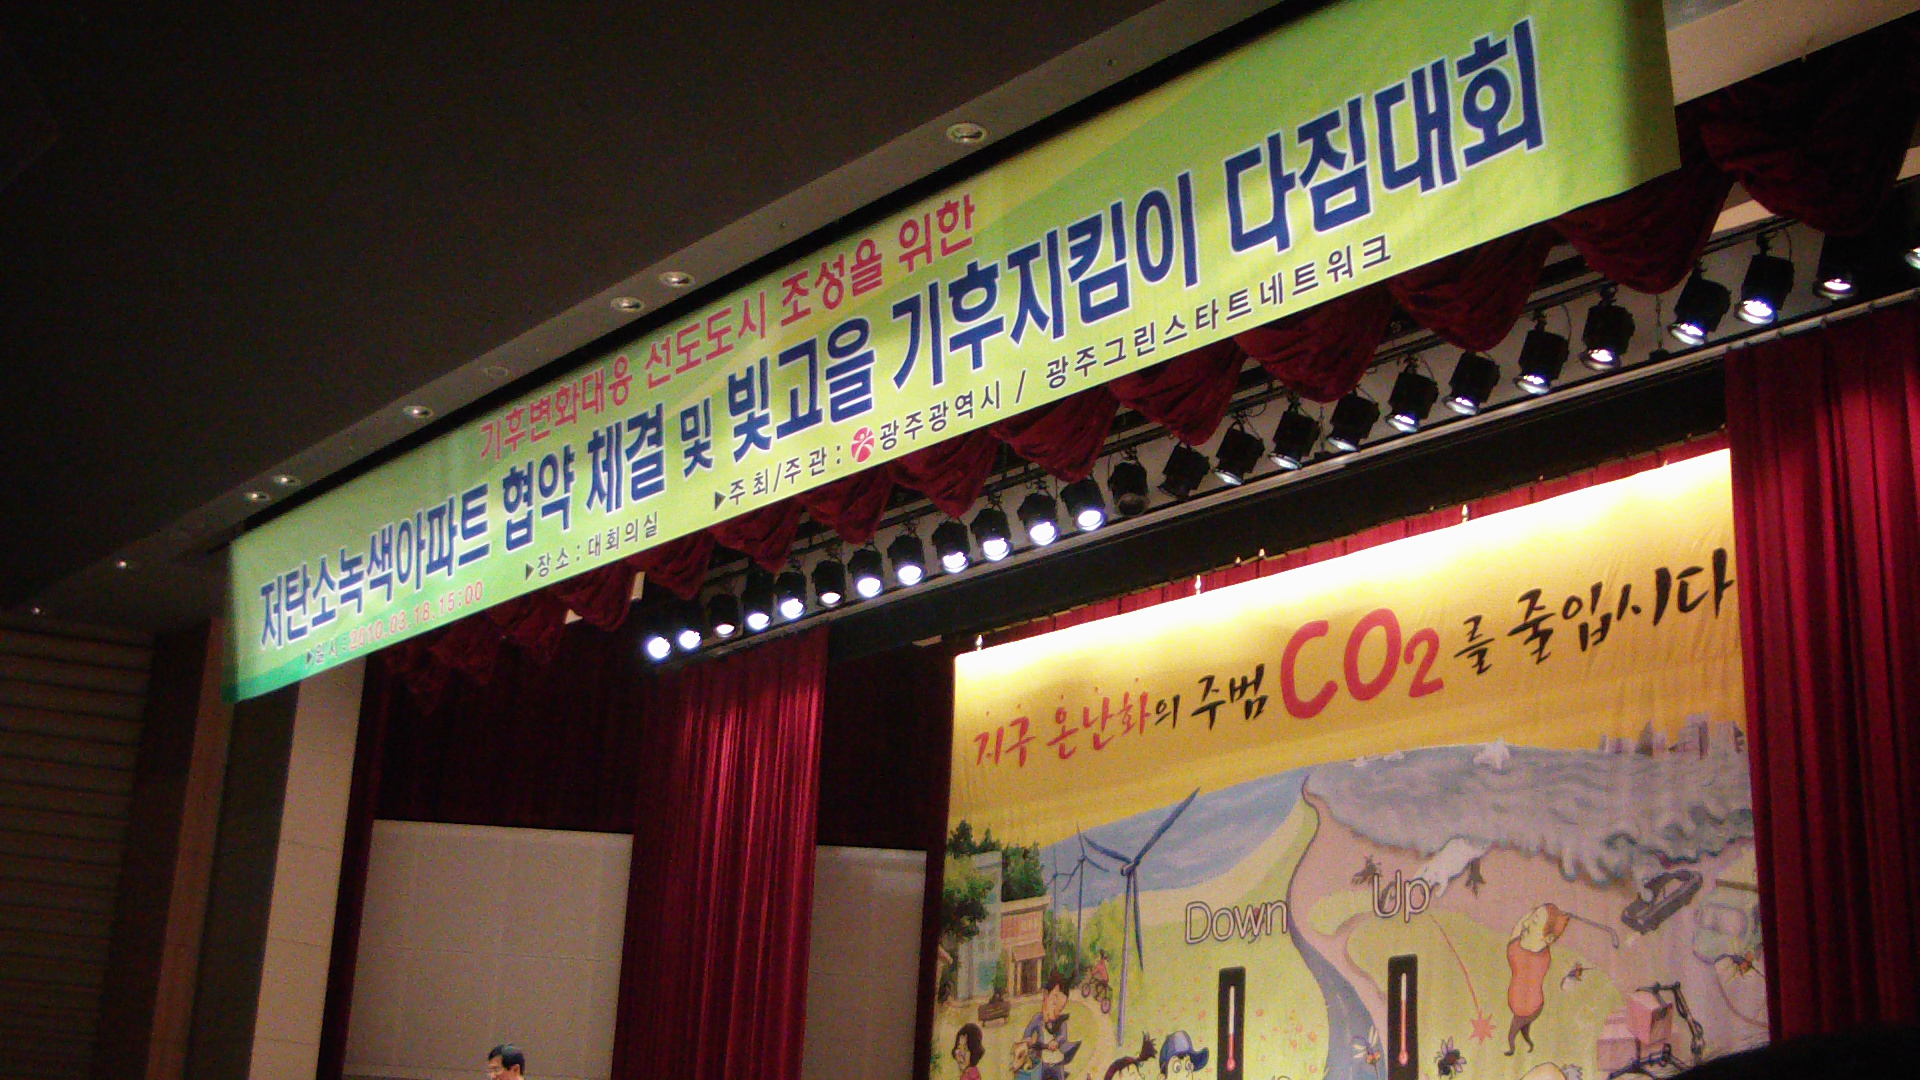 기후변화대응 선도도시 조성을 위한
저탄소녹색아파트 협약 체결 및 빛고을 기후지킴이 다짐대회
▶일시:2010.03.18.15:00 ▶장소:대회의실 ▶주최/주관: 광주광역시 / 광주그린스타트네트워크
지구 온난화의 주범 CO2를 줄입시다
Down Up